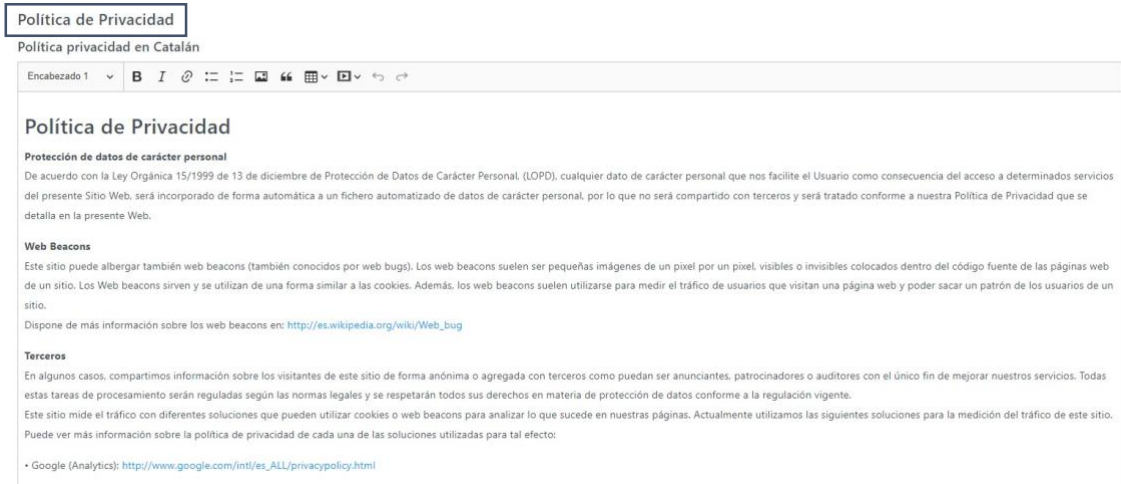 Política de Privacidad
Política privacidad en Catalán
Encabezado 1
Política de Privacidad
Protección de datos de carácter personal
De acuerdo con la Ley Orgánica 15/1999 de 13 de diciembre de Protección de Datos de Carácter Personal, (LOPD), cualquier dato de carácter personal que nos facilite el Usuario como consecuencia del acceso a determinados servicios
del presente Sitio Web, será incorporado de forma automática a un fichero automatizado de datos de carácter personal, por lo que no será compartido con terceros y será tratado conforme a nuestra Política de Privacidad que se
detalla en la presente Web.
Web Beacons
Este sitio puede albergar también web beacons (también conocidos por web bugs). Los web beacons suelen ser pequeñas imágenes de un pixel por un pixel, visibles o invisibles colocados dentro del código fuente de las páginas web
de un sitio. Los Web beacons sirven y se utilizan de una forma similar a las cookies. Además, los web beacons suelen utilizarse para medir el tráfico de usuarios que visitan una página web y poder sacar un patrón de los usuarios de un
sitio.
Dispone de más información sobre los web beacons en: http://es.wikipedia.org/wiki/Web_bug
Terceros
En algunos casos, compartimos información sobre los visitantes de este sitio de forma anónima o agregada con terceros como puedan ser anunciantes, patrocinadores o auditores con el único fin de mejorar nuestros servicios. Todas
estas tareas de procesamiento serán reguladas según las normas legales y se respetarán todos sus derechos en materia de protección de datos conforme a la regulación vigente.
Este sitio mide el tráfico con diferentes soluciones que pueden utilizar cookies o web beacons para analizar lo que sucede en nuestras páginas. Actualmente utilizamos las siguientes soluciones para la medición del tráfico de este sitio.
Puede ver más información sobre la política de privacidad de cada una de las soluciones utilizadas para tal efecto:
• Google (Analytics): http://www.google.com/intl/es_ALL/privacypolicy.html